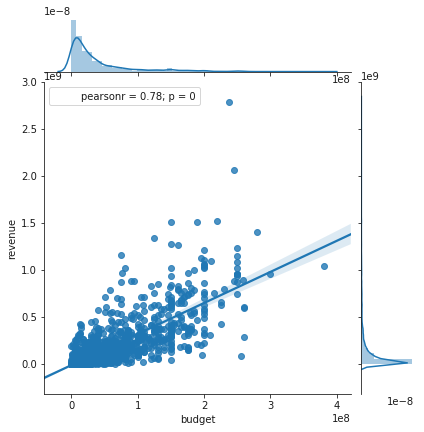 1e−8
1e9
1e8
1e9
pearsonr = 0.78; p = 0
3.0
2.5
2.0
1.5
1.0
0.5
0.0
revenue
0 1 2 3 4
budget
1e8
1e−8